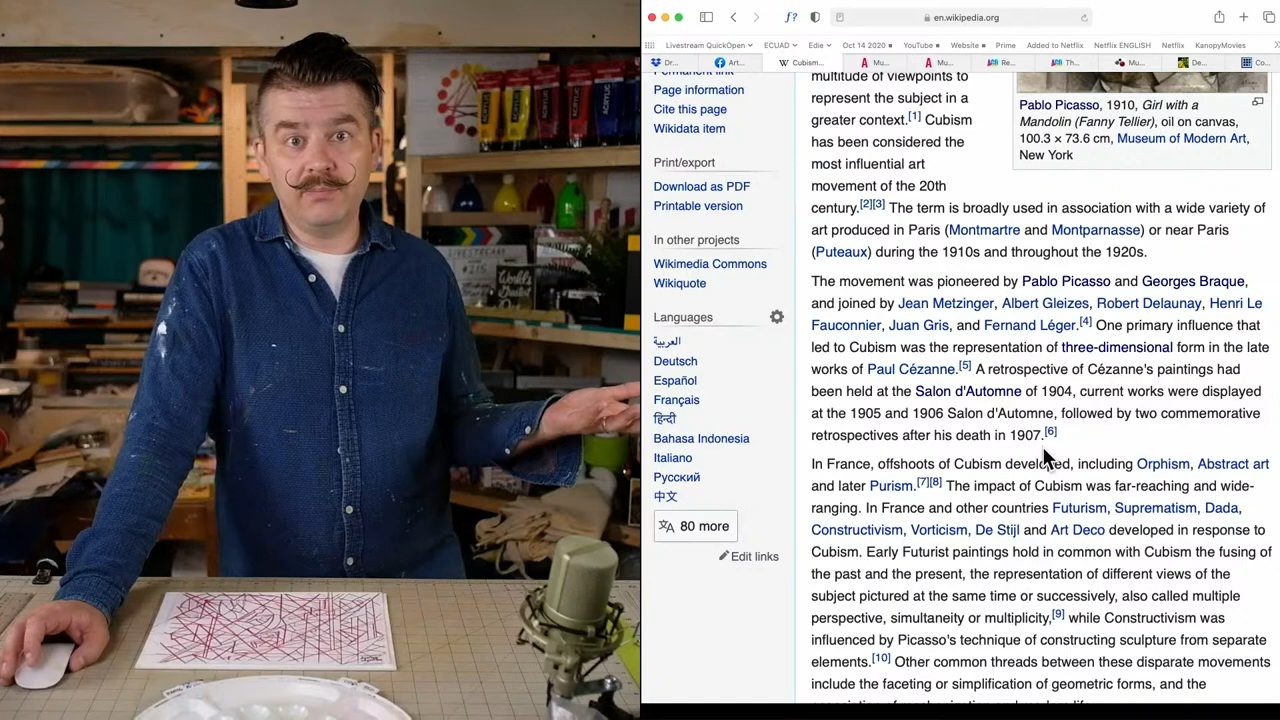 ACRYLIC
LIVESTREAM
#215
World's
Greatest
en.wikipedia.org
Livestream QuickOpen
ECUAD
Edie
Oct 14 2020
YouTube
Website
Prime
Added to Netflix
Netflix ENGLISH
Netflix
KanopyMovies
Dr...
Art...
Cubism...
Mu...
Mu...
Re...
Th...
Mu...
De...
Co...
Permanent link
Page information
Cite this page
Wikidata item
Print/export
Download as PDF
Printable version
In other projects
Wikimedia Commons
Wikiquote
Languages
العربية
Deutsch
Español
Français
हिन्दी
Bahasa Indonesia
Italiano
Русский
中文
80 more
Edit links
multitude of viewpoints to
represent the subject in a
greater context.[1] Cubism
has been considered the
most influential art
movement of the 20th
century.[2][3] The term is broadly used in association with a wide variety of
art produced in Paris (Montmartre and Montparnasse) or near Paris
(Puteaux) during the 1910s and throughout the 1920s.
Pablo Picasso, 1910, Girl with a
Mandolin (Fanny Tellier), oil on canvas,
100.3 × 73.6 cm, Museum of Modern Art,
New York
The movement was pioneered by Pablo Picasso and Georges Braque,
and joined by Jean Metzinger, Albert Gleizes, Robert Delaunay, Henri Le
Fauconnier, Juan Gris, and Fernand Léger.[4] One primary influence that
led to Cubism was the representation of three-dimensional form in the late
works of Paul Cézanne.[5] A retrospective of Cézanne's paintings had
been held at the Salon d'Automne of 1904, current works were displayed
at the 1905 and 1906 Salon d'Automne, followed by two commemorative
retrospectives after his death in 1907.[6]
In France, offshoots of Cubism developed, including Orphism, Abstract art
and later Purism.[7][8] The impact of Cubism was far-reaching and wide-
ranging. In France and other countries Futurism, Suprematism, Dada,
Constructivism, Vorticism, De Stijl and Art Deco developed in response to
Cubism. Early Futurist paintings hold in common with Cubism the fusing of
the past and the present, the representation of different views of the
subject pictured at the same time or successively, also called multiple
perspective, simultaneity or multiplicity,[9] while Constructivism was
influenced by Picasso's technique of constructing sculpture from separate
elements.[10] Other common threads between these disparate movements
include the faceting or simplification of geometric forms, and the